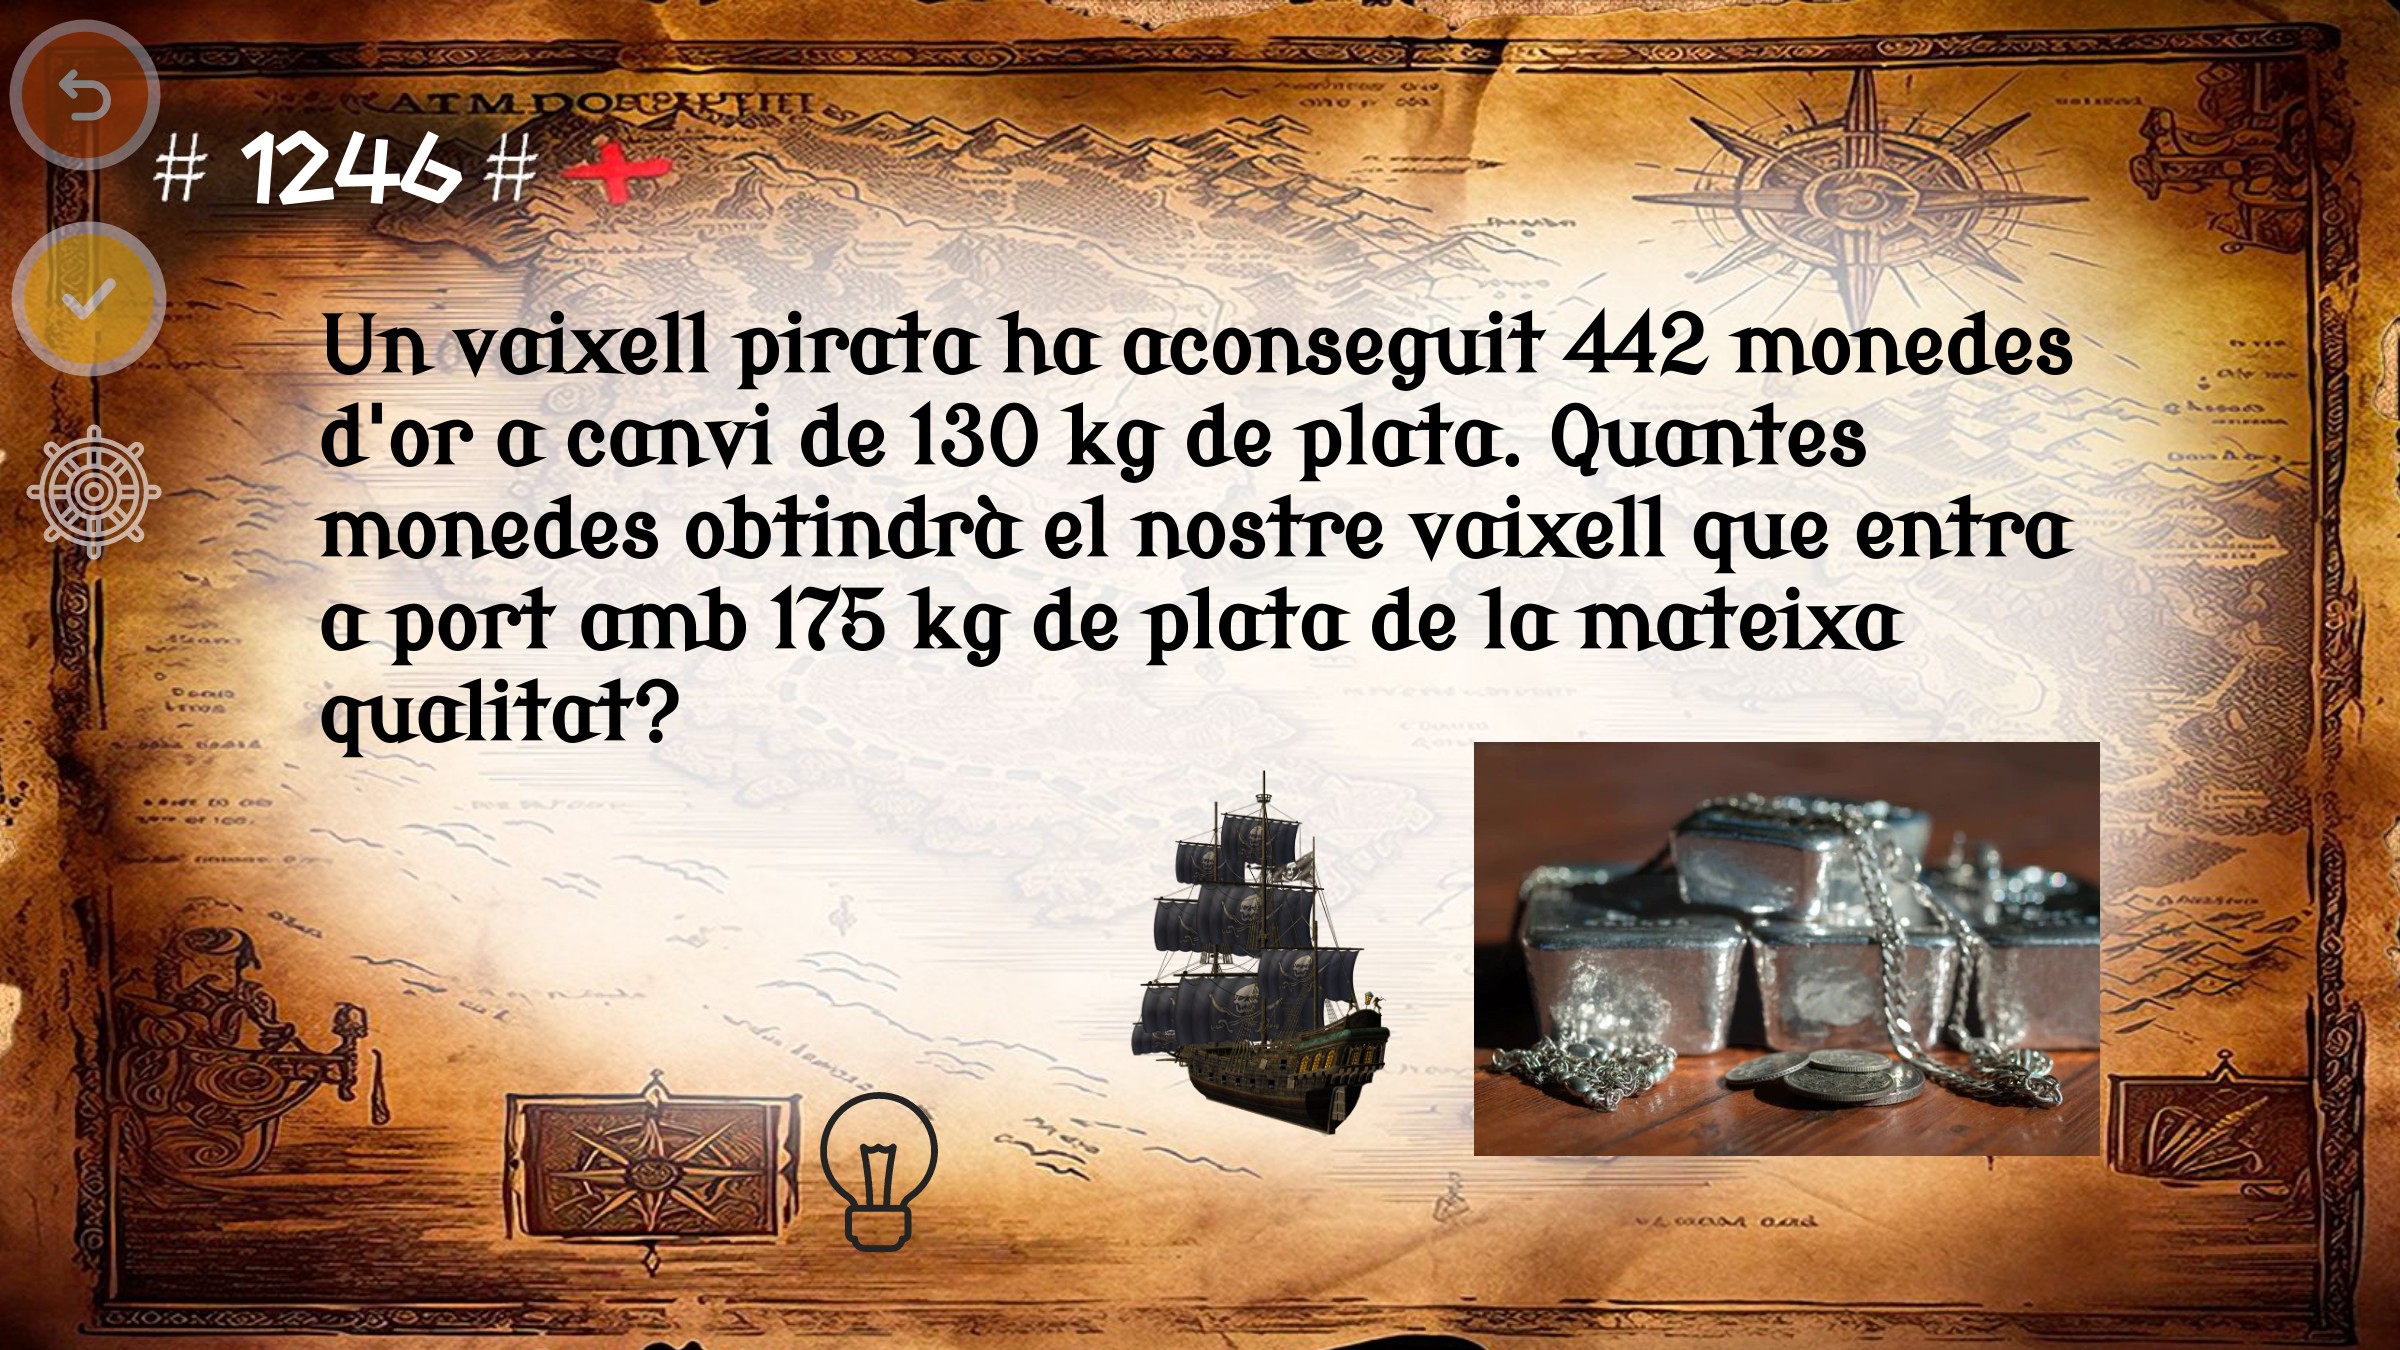 # 1246 #
Un vaixell pirata ha aconseguit 442 monedes
d'or a canvi de 130 kg de plata. Quantes
monedes obtindrà el nostre vaixell que entra
a port amb 175 kg de plata de la mateixa
qualitat?